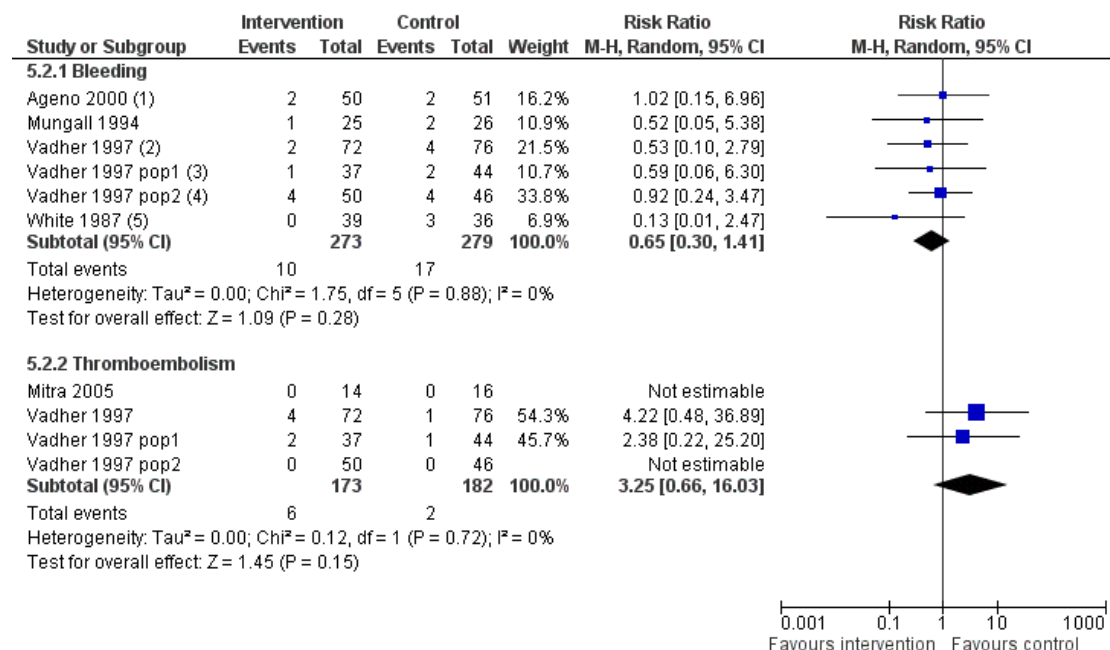 Intervention Control Risk Ratio Risk Ratio
Study or Subgroup Events Total Events Total Weight M-H, Random, 95% CI M-H, Random, 95% CI
5.2.1 Bleeding
Ageno 2000 (1) 2 50 2 51 16.2% 1.02 [0.15, 6.96]
Mungall 1994 1 25 2 26 10.9% 0.52 [0.05, 5.38]
Vadher 1997 (2) 2 72 4 76 21.5% 0.53 [0.10, 2.79]
Vadher 1997 pop1 (3) 1 37 2 44 10.7% 0.59 [0.06, 6.30]
Vadher 1997 pop2 (4) 4 50 4 46 33.8% 0.92 [0.24, 3.47]
White 1987 (5) 0 39 3 36 6.9% 0.13 [0.01, 2.47]
Subtotal (95% CI) 273 279 100.0% 0.65 [0.30, 1.41]
Total events 10 17
Heterogeneity: Tau² = 0.00; Chi² = 1.75, df = 5 (P = 0.88); I² = 0%
Test for overall effect: Z = 1.09 (P = 0.28)
5.2.2 Thromboembolism
Mitra 2005 0 14 0 16 Not estimable
Vadher 1997 4 72 1 76 54.3% 4.22 [0.48, 36.89]
Vadher 1997 pop1 2 37 1 44 45.7% 2.38 [0.22, 25.20]
Vadher 1997 pop2 0 50 0 46 Not estimable
Subtotal (95% CI) 173 182 100.0% 3.25 [0.66, 16.03]
Total events 6 2
Heterogeneity: Tau² = 0.00; Chi² = 0.12, df = 1 (P = 0.72); I² = 0%
Test for overall effect: Z = 1.45 (P = 0.15)
0.001 0.1 1 10 1000
Favours intervention Favours control